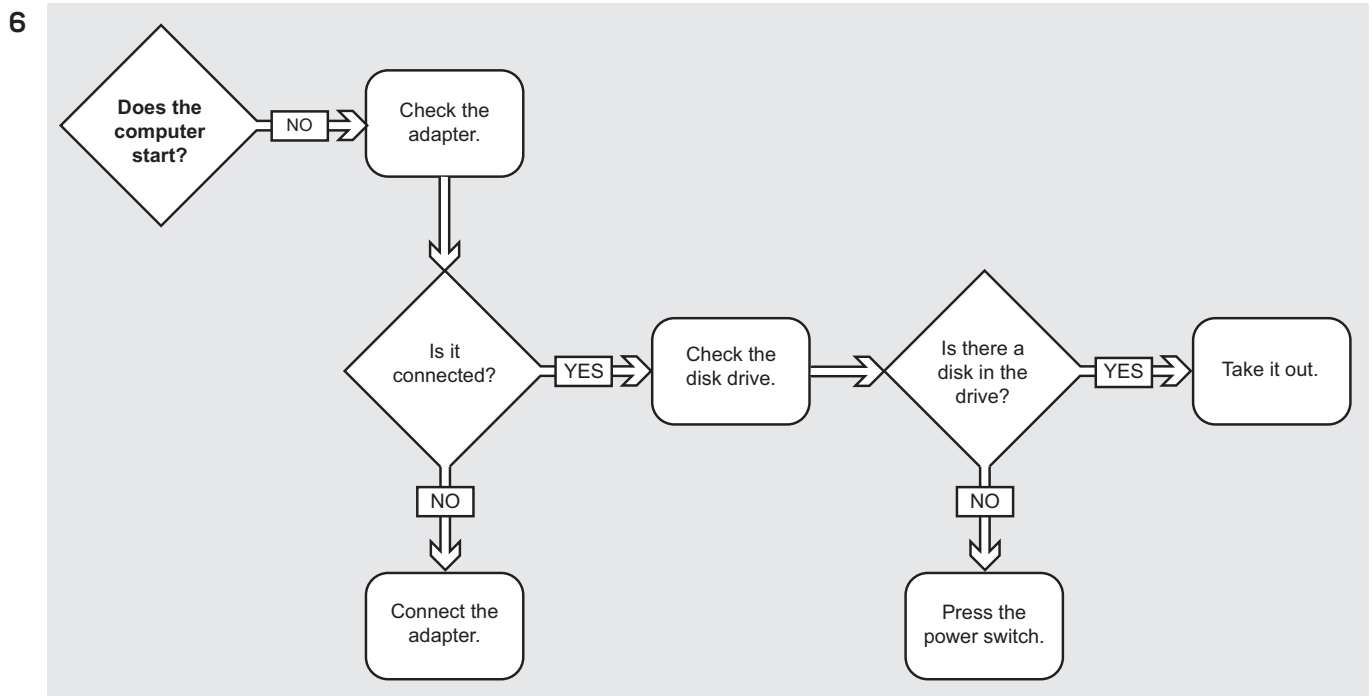 6
Does the
computer
start?
NO
Check the
adapter.
Is it
connected?
YES
Check the
disk drive.
Is there a
disk in the
drive?
YES
Take it out.
NO
NO
Connect the
adapter.
Press the
power switch.